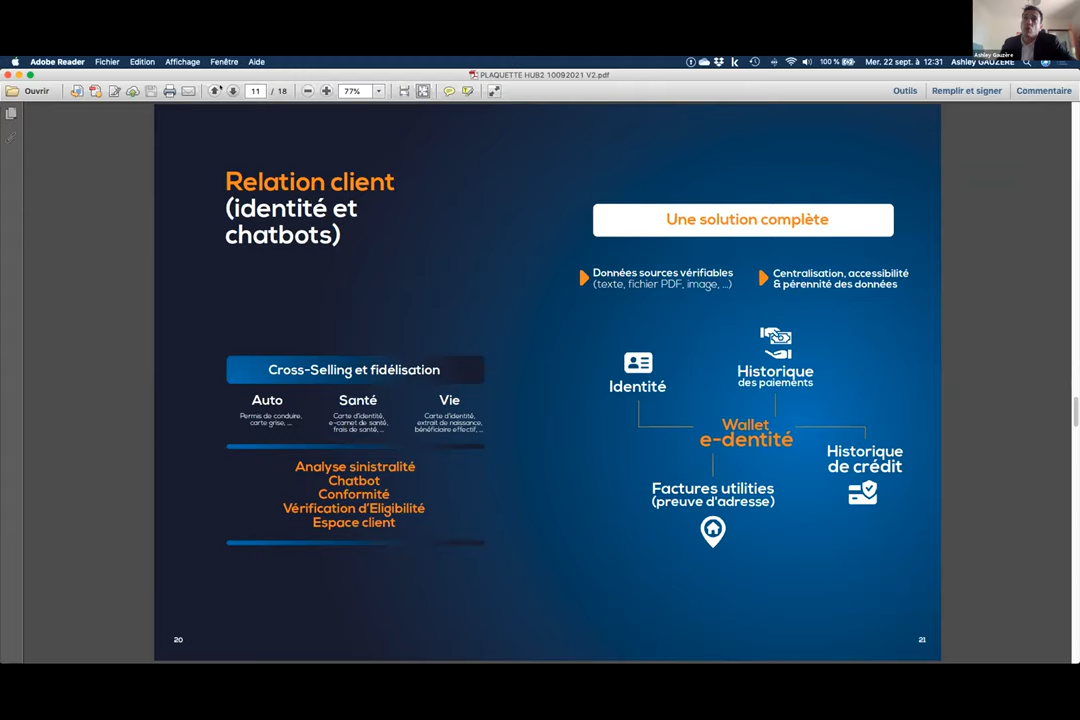 Ashley Gauzère
Adobe Reader Fichier Edition Affichage Fenêtre Aide
100 % Mer. 22 sept. à 12:31 Ashley GAUZERE
PLAQUETTE HUB2 10092021 V2.pdf
Ouvrir 11 / 18 77% Outils Remplir et signer Commentaire
Relation client
(identité et
chatbots)
Cross-Selling et fidélisation
Auto
Permis de conduire,
carte grise, ...
Santé
Carte d'identité,
e-carnet de santé,
frais de santé, ...
Vie
Carte d'identité,
extrait de naissance,
bénéficiaire effectif, ...
Analyse sinistralité
Chatbot
Conformité
Vérification d'Eligibilité
Espace client
20
Une solution complète
Données sources vérifiables
(texte, fichier PDF, image, ...)
Centralisation, accessibilité
& pérennité des données
Identité
Historique
des paiements
Wallet
e-dentité
Historique
de crédit
Factures utilities
(preuve d'adresse)
21